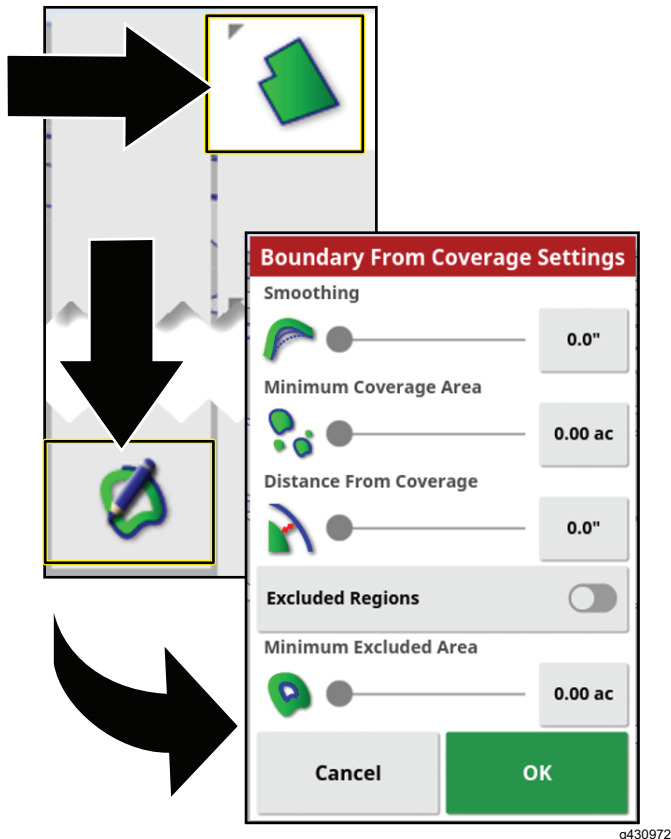 Boundary From Coverage Settings
Smoothing
0.0"
Minimum Coverage Area
0.00 ac
Distance From Coverage
0.0"
Excluded Regions
Minimum Excluded Area
0.00 ac
Cancel
OK
g430972